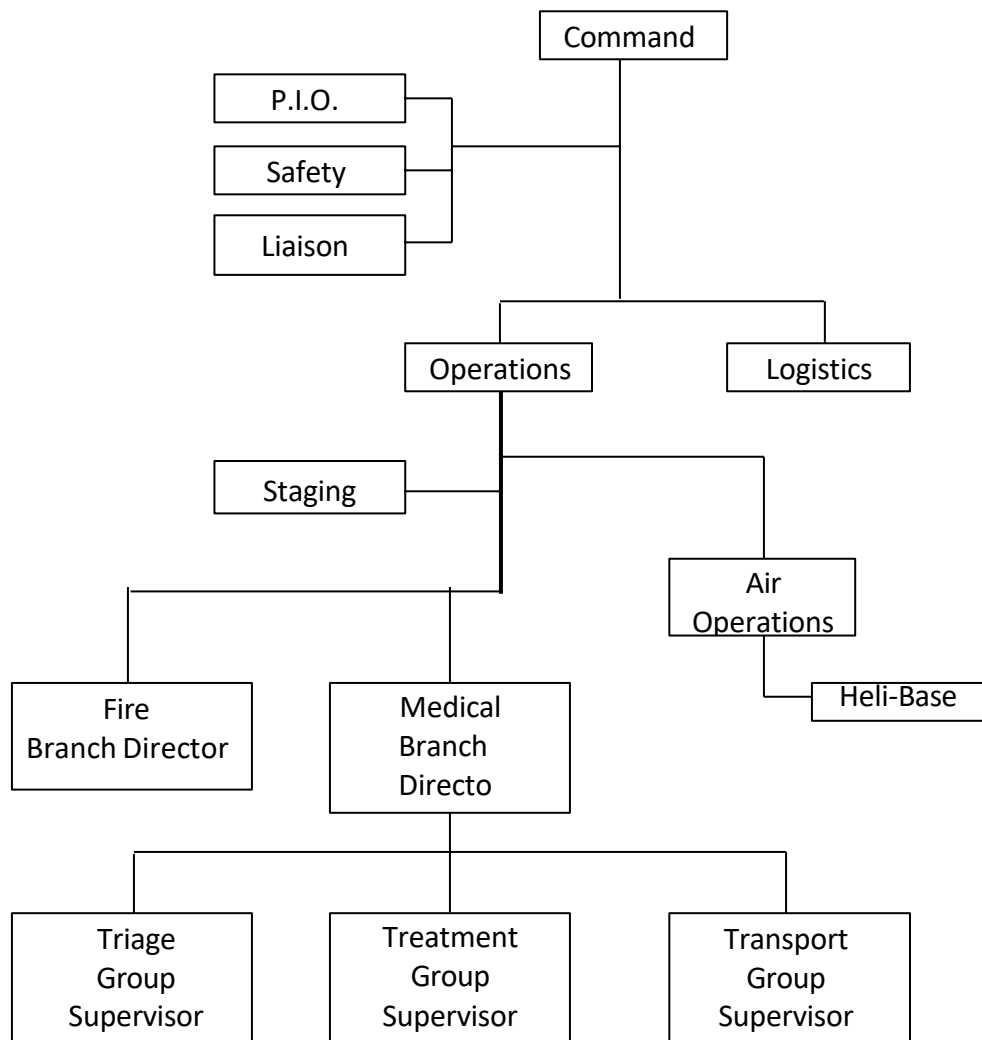 Command
P.I.O.
Safety
Liaison
Operations
Logistics
Staging
Air
Operations
Heli-Base
Fire
Branch Director
Medical
Branch
Directo
Triage
Group
Supervisor
Treatment
Group
Supervisor
Transport
Group
Supervisor